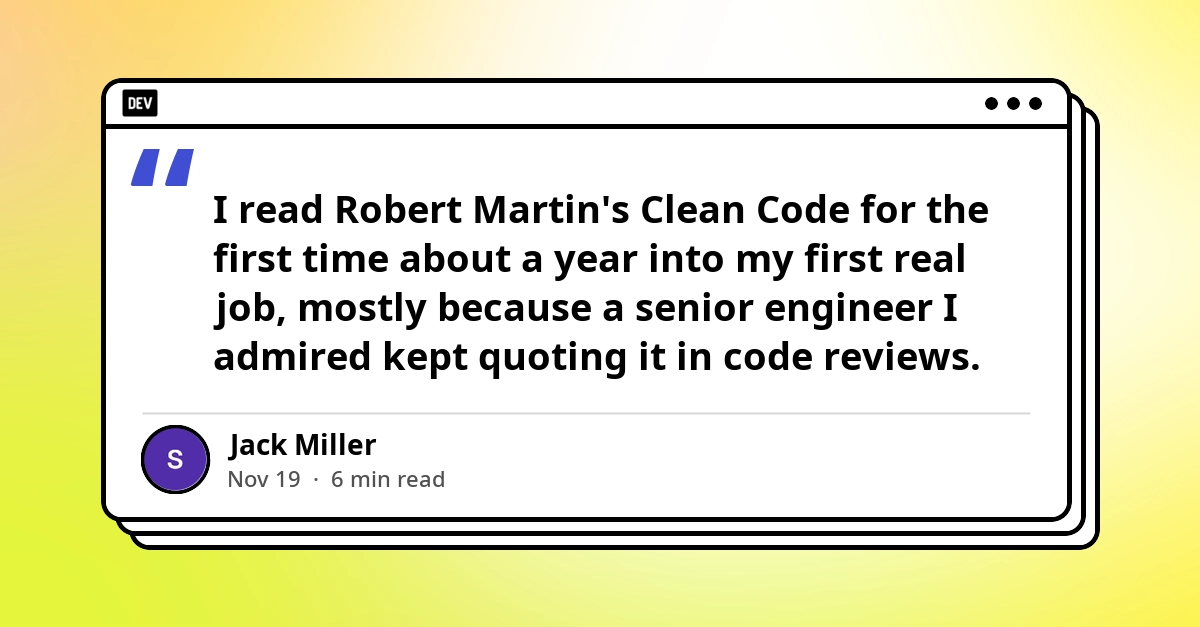 DEV
“
I read Robert Martin's Clean Code for the
first time about a year into my first real
job, mostly because a senior engineer I
admired kept quoting it in code reviews.
S
Jack Miller
Nov 19 · 6 min read